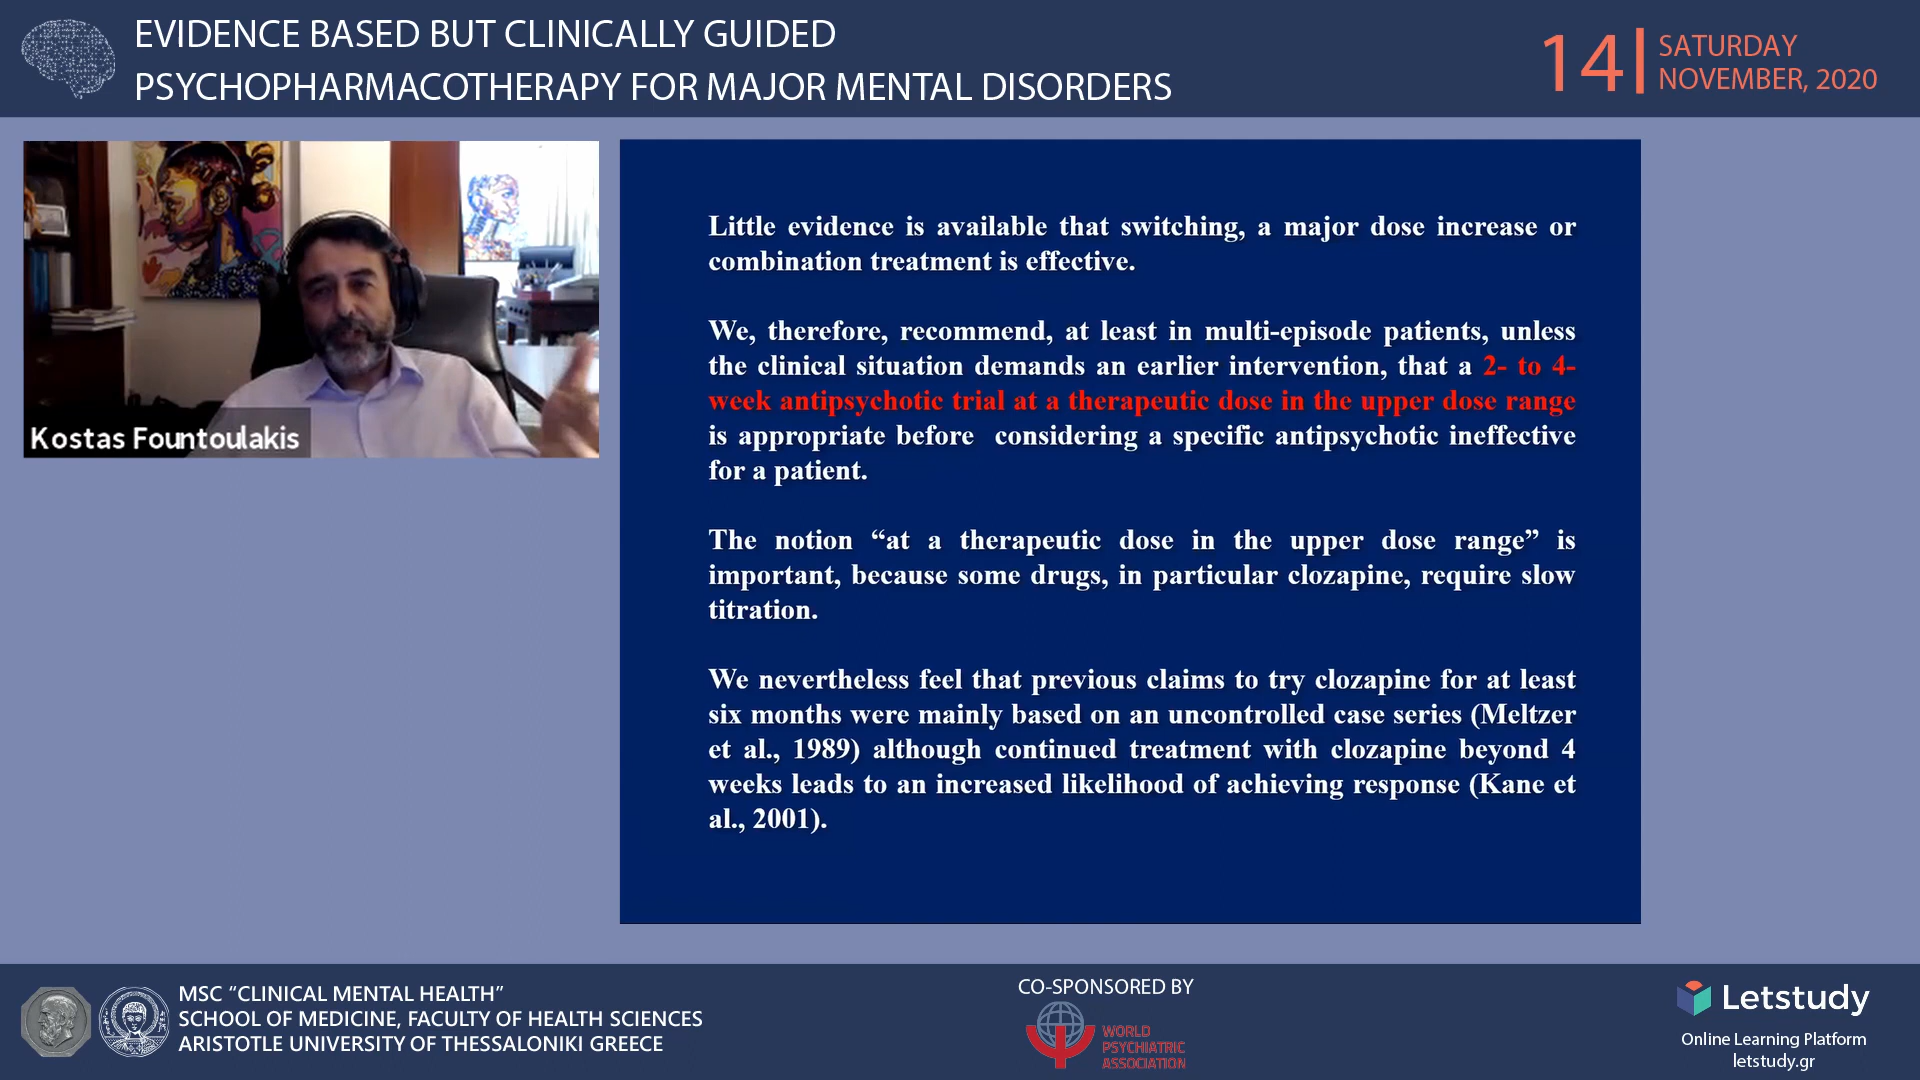 EVIDENCE BASED BUT CLINICALLY GUIDED
PSYCHOPHARMACOTHERAPY FOR MAJOR MENTAL DISORDERS
14
SATURDAY
NOVEMBER, 2020
Kostas Fountoulakis
Little evidence is available that switching, a major dose increase or
combination treatment is effective.
We, therefore, recommend, at least in multi-episode patients, unless
the clinical situation demands an earlier intervention, that a 2- to 4-
week antipsychotic trial at a therapeutic dose in the upper dose range
is appropriate before considering a specific antipsychotic ineffective
for a patient.
The notion “at a therapeutic dose in the upper dose range” is
important, because some drugs, in particular clozapine, require slow
titration.
We nevertheless feel that previous claims to try clozapine for at least
six months were mainly based on an uncontrolled case series (Meltzer
et al., 1989) although continued treatment with clozapine beyond 4
weeks leads to an increased likelihood of achieving response (Kane et
al., 2001).
MSC “CLINICAL MENTAL HEALTH”
SCHOOL OF MEDICINE, FACULTY OF HEALTH SCIENCES
ARISTOTLE UNIVERSITY OF THESSALONIKI GREECE
CO-SPONSORED BY
WORLD
PSYCHIATRIC
ASSOCIATION
Letstudy
Online Learning Platform
letstudy.gr